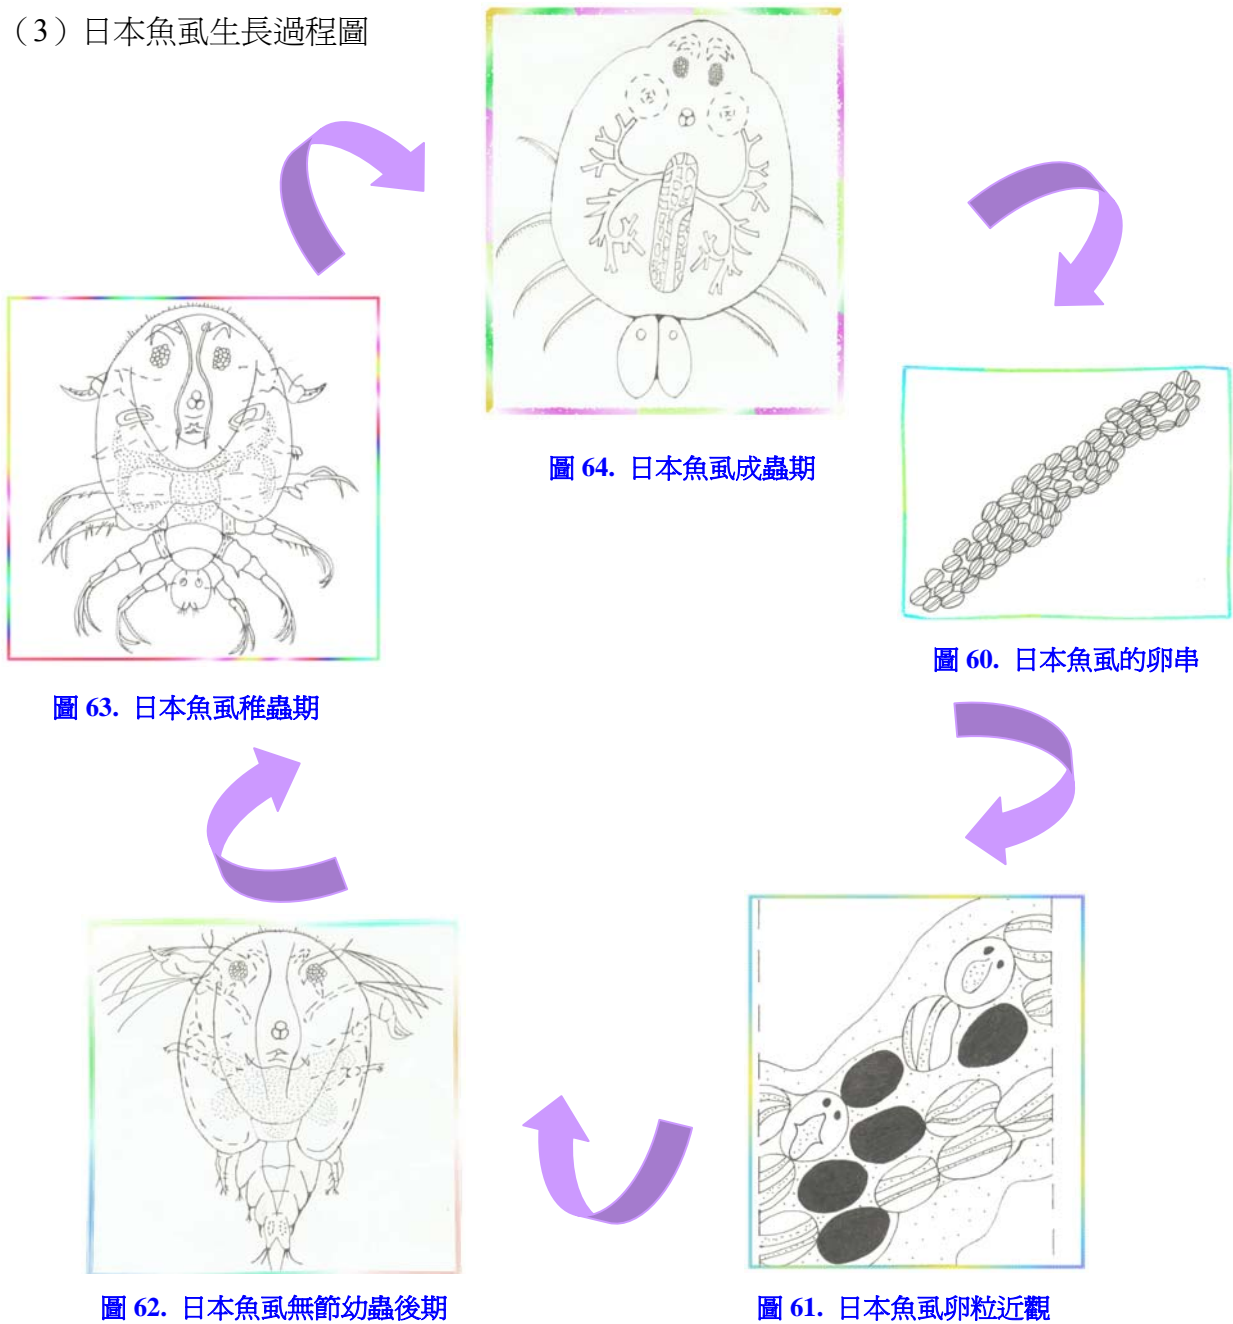 （3）日本魚虱生長過程圖
圖 64. 日本魚虱成蟲期
圖 60. 日本魚虱的卵串
圖 63. 日本魚虱稚蟲期
圖 62. 日本魚虱無節幼蟲後期
圖 61. 日本魚虱卵粒近觀